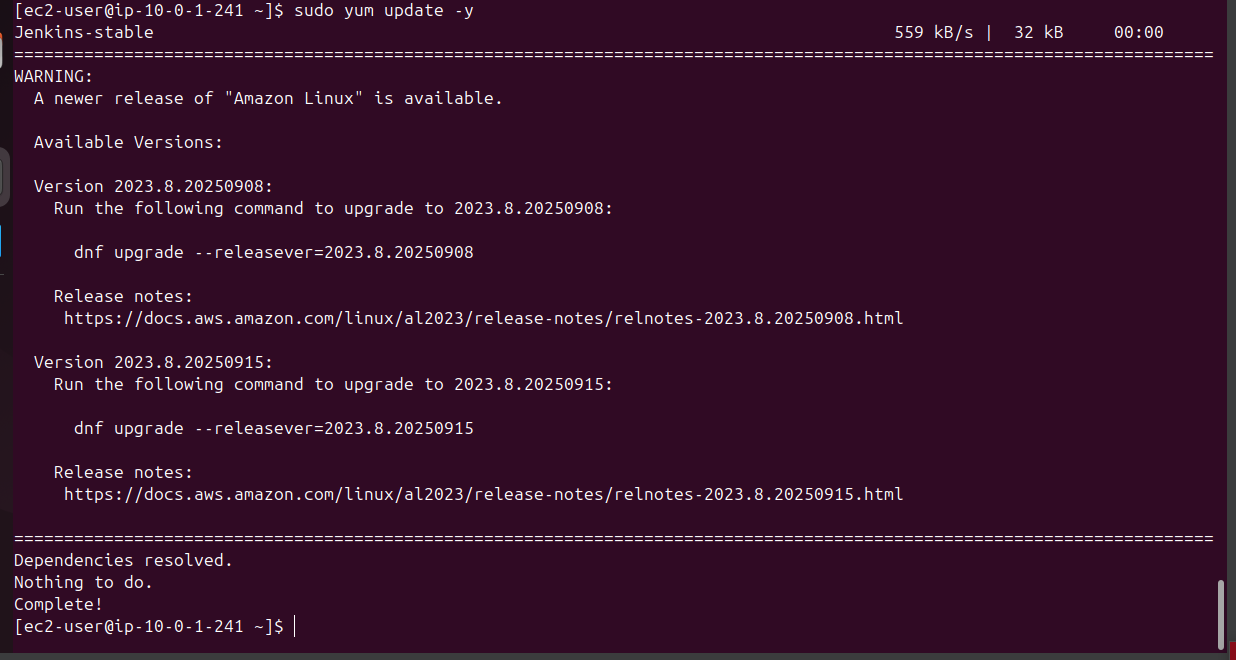 [ec2-user@ip-10-0-1-241 ~]$ sudo yum update -y
Jenkins-stable 559 kB/s | 32 kB 00:00
========================================================================================================================
WARNING:
A newer release of "Amazon Linux" is available.
Available Versions:
Version 2023.8.20250908:
Run the following command to upgrade to 2023.8.20250908:
dnf upgrade --releasever=2023.8.20250908
Release notes:
https://docs.aws.amazon.com/linux/al2023/release-notes/relnotes-2023.8.20250908.html
Version 2023.8.20250915:
Run the following command to upgrade to 2023.8.20250915:
dnf upgrade --releasever=2023.8.20250915
Release notes:
https://docs.aws.amazon.com/linux/al2023/release-notes/relnotes-2023.8.20250915.html
========================================================================================================================
Dependencies resolved.
Nothing to do.
Complete!
[ec2-user@ip-10-0-1-241 ~]$